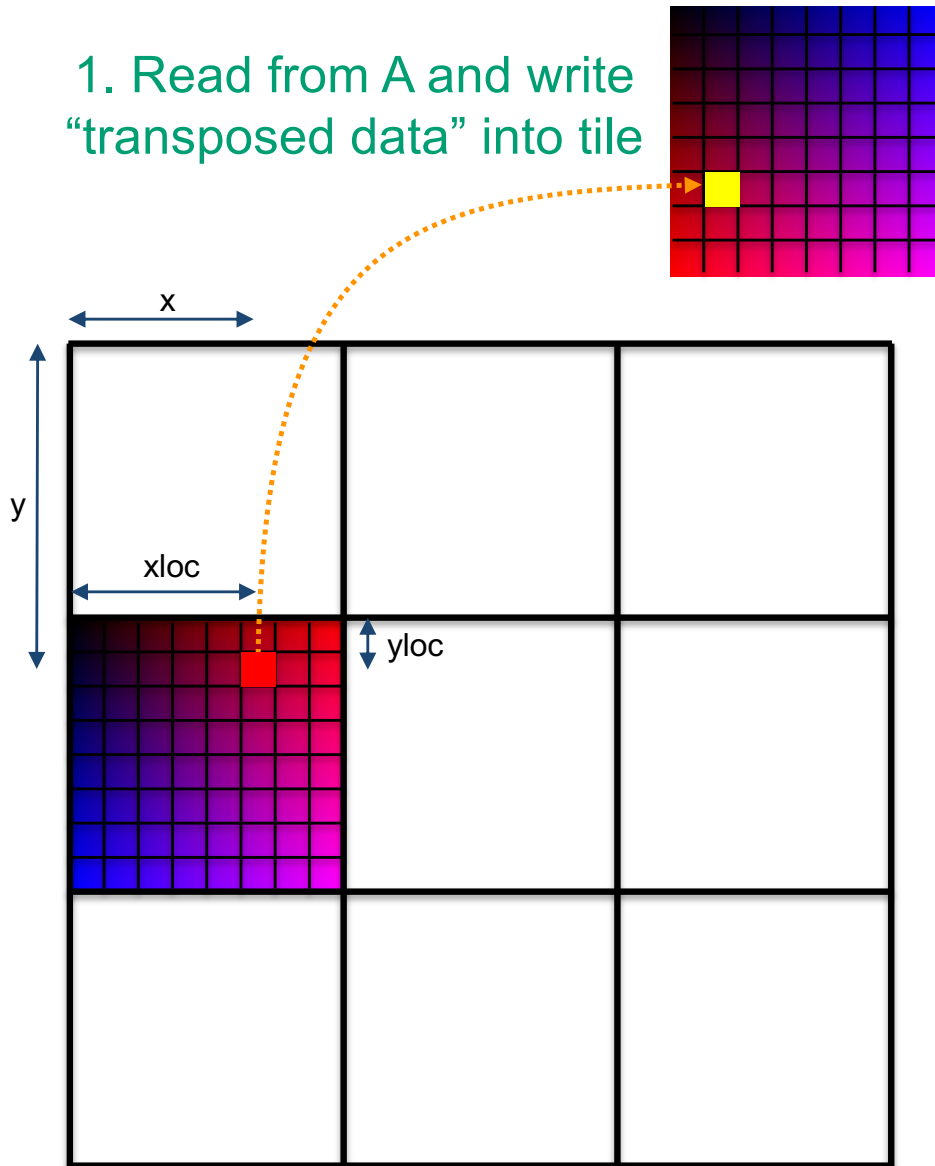 1. Read from A and write
“transposed data” into tile
x
y
xloc
yloc